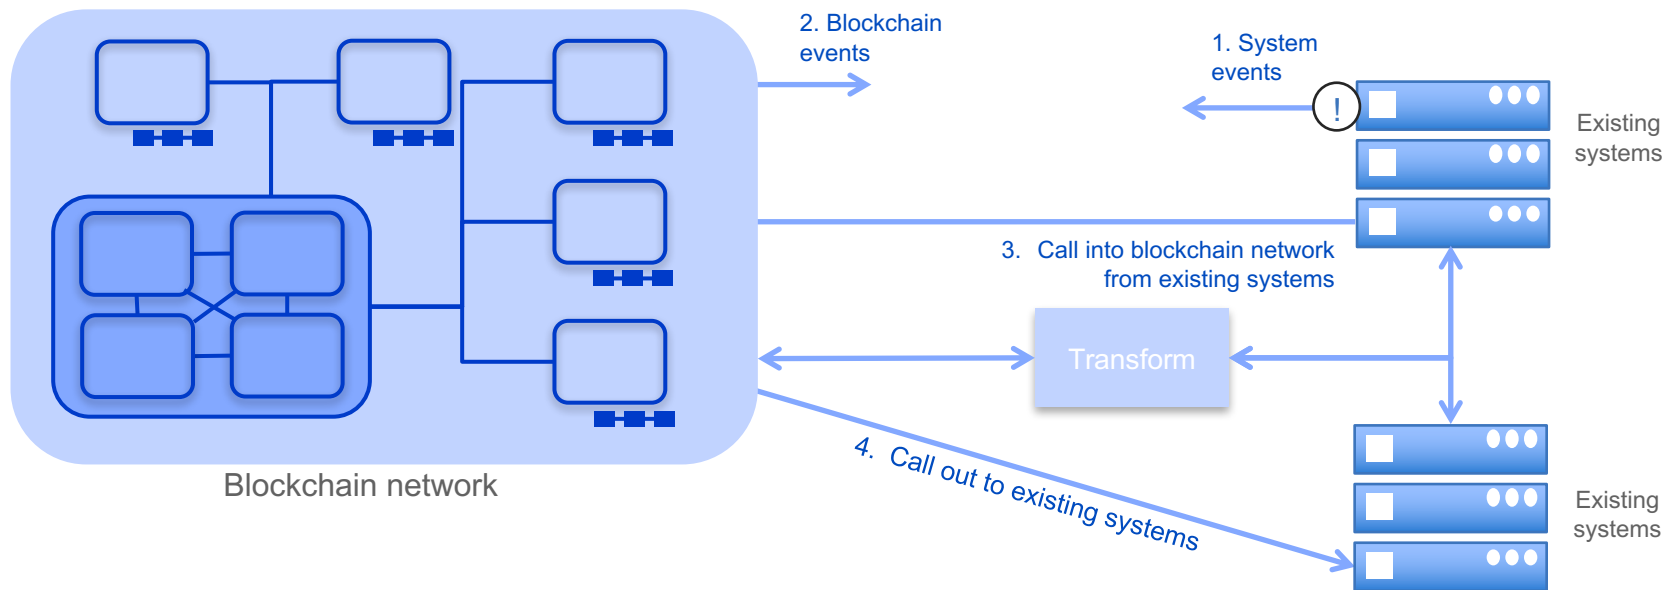 2. Blockchain
events
1. System
events
!
Existing
systems
3. Call into blockchain network
from existing systems
Transform
4. Call out to existing systems
Blockchain network
Existing
systems